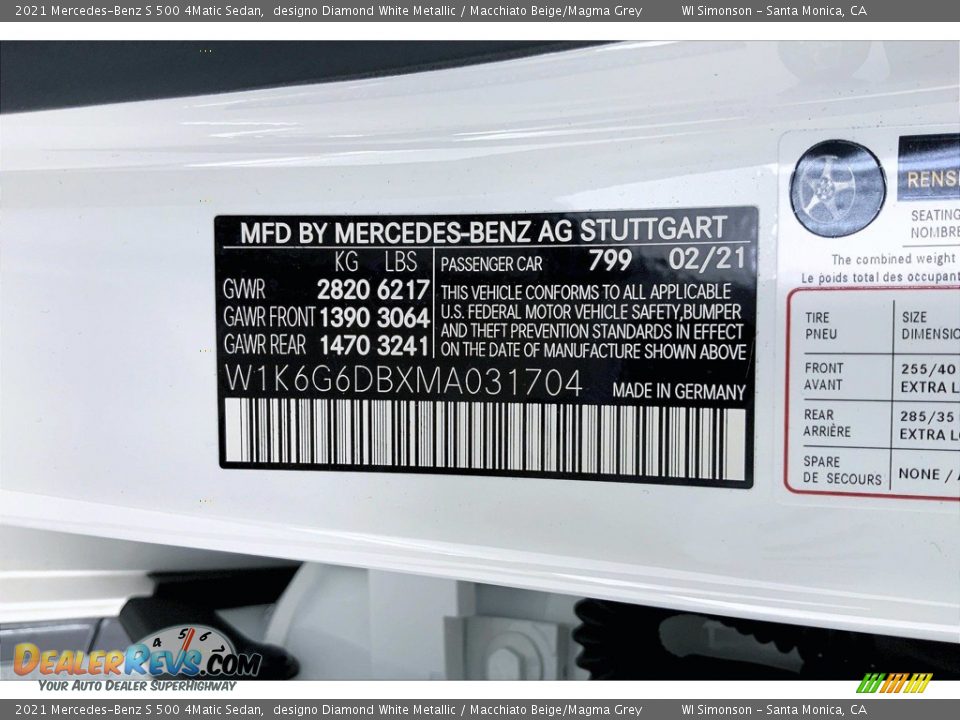 2021 Mercedes-Benz S 500 4Matic Sedan, designo Diamond White Metallic / Macchiato Beige/Magma Grey WI Simonson - Santa Monica, CA
MFD BY MERCEDES-BENZ AG STUTTGART
KG LBS
GVWR 2820 6217
GAWR FRONT 1390 3064
GAWR REAR 1470 3241
PASSENGER CAR 799 02/21
THIS VEHICLE CONFORMS TO ALL APPLICABLE
U.S. FEDERAL MOTOR VEHICLE SAFETY,BUMPER
AND THEFT PREVENTION STANDARDS IN EFFECT
ON THE DATE OF MANUFACTURE SHOWN ABOVE
W1K6G6DBXMA031704 MADE IN GERMANY
RENS
SEATING
NOMBRE
The combined weight
Le poids total des occupant
TIRE SIZE
PNEU DIMENSIO
FRONT 255/40
AVANT EXTRA L
REAR 285/35
ARRIÈRE EXTRA LO
SPARE
DE SECOURS NONE /
4 5 6
DEALERREVS.COM
YOUR AUTO DEALER SUPERHIGHWAY
2021 Mercedes-Benz S 500 4Matic Sedan, designo Diamond White Metallic / Macchiato Beige/Magma Grey WI Simonson - Santa Monica, CA